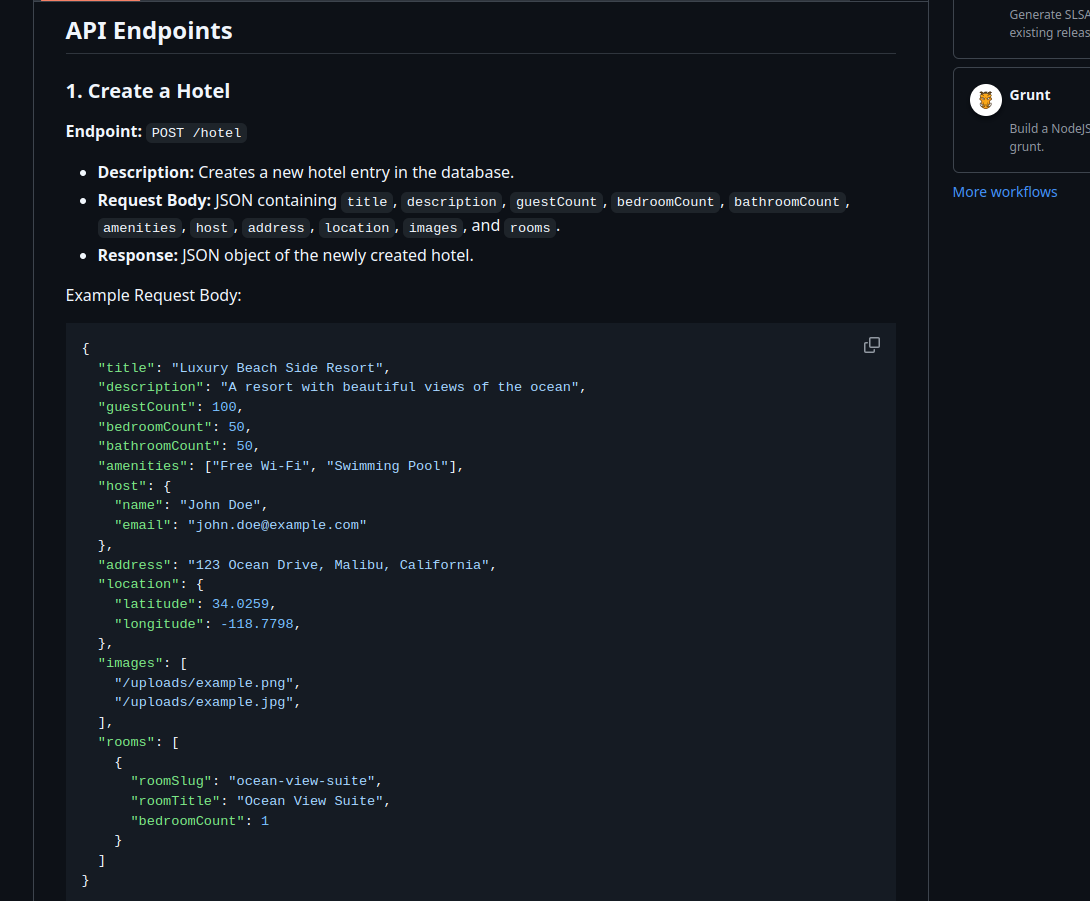 API Endpoints
1. Create a Hotel
Endpoint: POST /hotel
Description: Creates a new hotel entry in the database.
Request Body: JSON containing title, description, guestCount, bedroomCount, bathroomCount,
amenities, host, address, location, images, and rooms.
Response: JSON object of the newly created hotel.
Example Request Body:
{
  "title": "Luxury Beach Side Resort",
  "description": "A resort with beautiful views of the ocean",
  "guestCount": 100,
  "bedroomCount": 50,
  "bathroomCount": 50,
  "amenities": ["Free Wi-Fi", "Swimming Pool"],
  "host": {
    "name": "John Doe",
    "email": "john.doe@example.com"
  },
  "address": "123 Ocean Drive, Malibu, California",
  "location": {
    "latitude": 34.0259,
    "longitude": -118.7798,
  },
  "images": [
    "/uploads/example.png",
    "/uploads/example.jpg",
  ],
  "rooms": [
    {
      "roomSlug": "ocean-view-suite",
      "roomTitle": "Ocean View Suite",
      "bedroomCount": 1
    }
  ]
}
Generate SLSA
existing releas
Grunt
Build a NodeJS
grunt.
More workflows